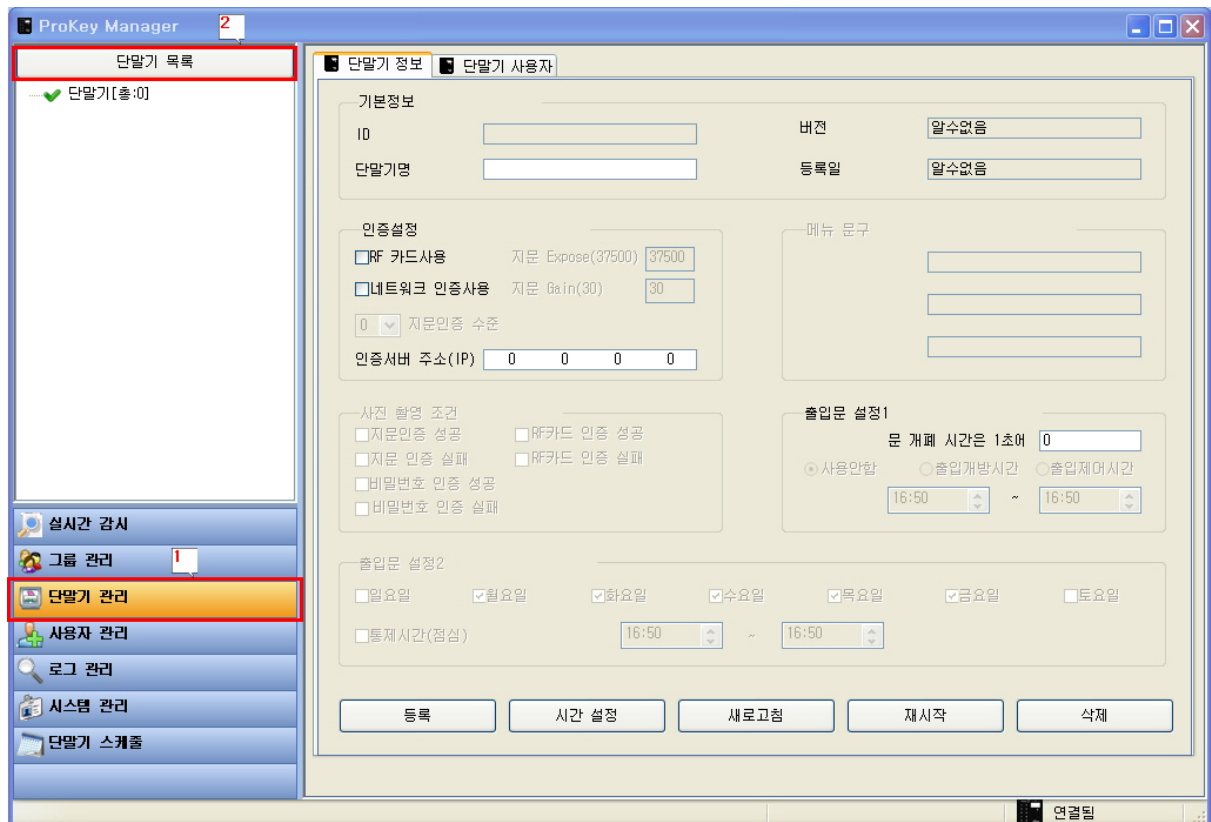 ProKey Manager
2
단말기 목록
단말기[총:0]
실시간 감시
그룹 관리
1
단말기 관리
사용자 관리
로그 관리
시스템 관리
단말기 스케줄
단말기 정보
단말기 사용자
기본정보
ID
버전
알수없음
단말기명
등록일
알수없음
인증설정
RF 카드사용
지문 Expose(37500)
37500
네트워크 인증사용
지문 Gain(30)
30
0
지문인증 수준
인증서버 주소(IP)
0 0 0 0
메뉴 문구
사진 촬영 조건
지문인증 성공
RF카드 인증 성공
지문 인증 실패
RF카드 인증 실패
비밀번호 인증 성공
비밀번호 인증 실패
출입문 설정1
문 개폐 시간은 1초에
0
사용안함
출입개방시간
출입제어시간
16:50
~
16:50
출입문 설정2
일요일
월요일
화요일
수요일
목요일
금요일
토요일
통제시간(점심)
16:50
~
16:50
등록
시간 설정
새로고침
재시작
삭제
연결됨